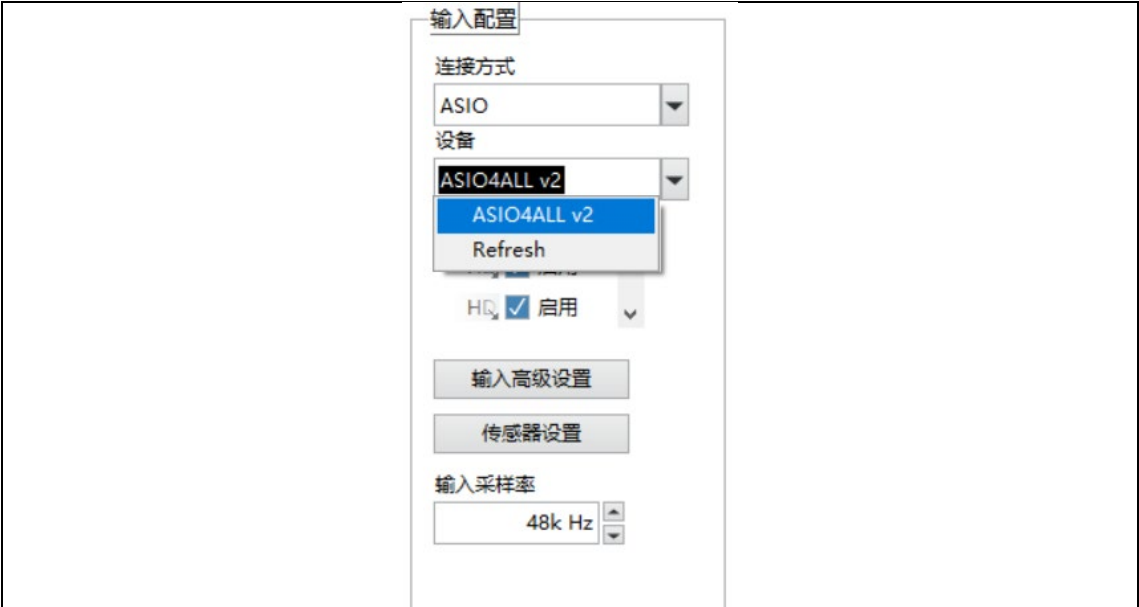 输入配置
连接方式
ASIO
设备
ASIO4ALL v2
ASIO4ALL v2
Refresh
启用
输入高级设置
传感器设置
输入采样率
48k Hz